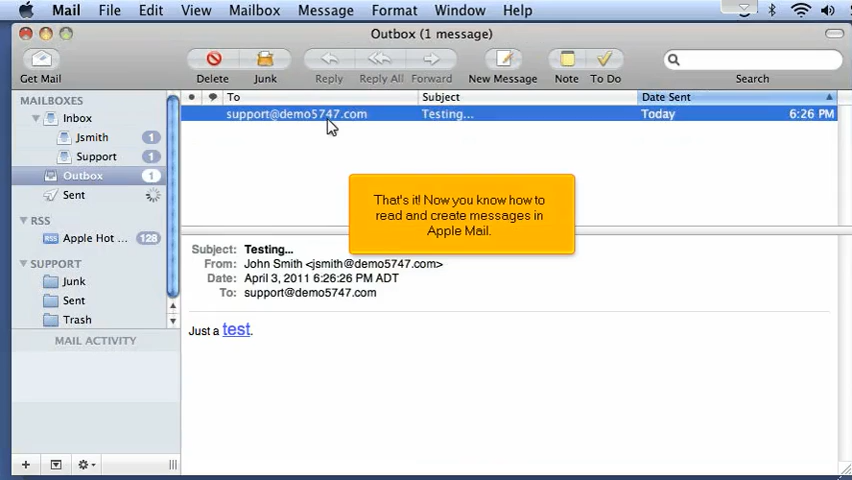 Mail File Edit View Mailbox Message Format Window Help
Outbox (1 message)
Get Mail Delete Junk Reply Reply All Forward New Message Note To Do Search
MAILBOXES
Inbox
Jsmith 1
Support 1
Outbox 1
Sent
RSS
RSS Apple Hot ... 128
SUPPORT
Junk
Sent
Trash
MAIL ACTIVITY
To Subject Date Sent
support@demo5747.com Testing... Today 6:26 PM
That's it! Now you know how to
read and create messages in
Apple Mail.
Subject: Testing...
From: John Smith <jsmith@demo5747.com>
Date: April 3, 2011 6:26:26 PM ADT
To: support@demo5747.com
Just a test.